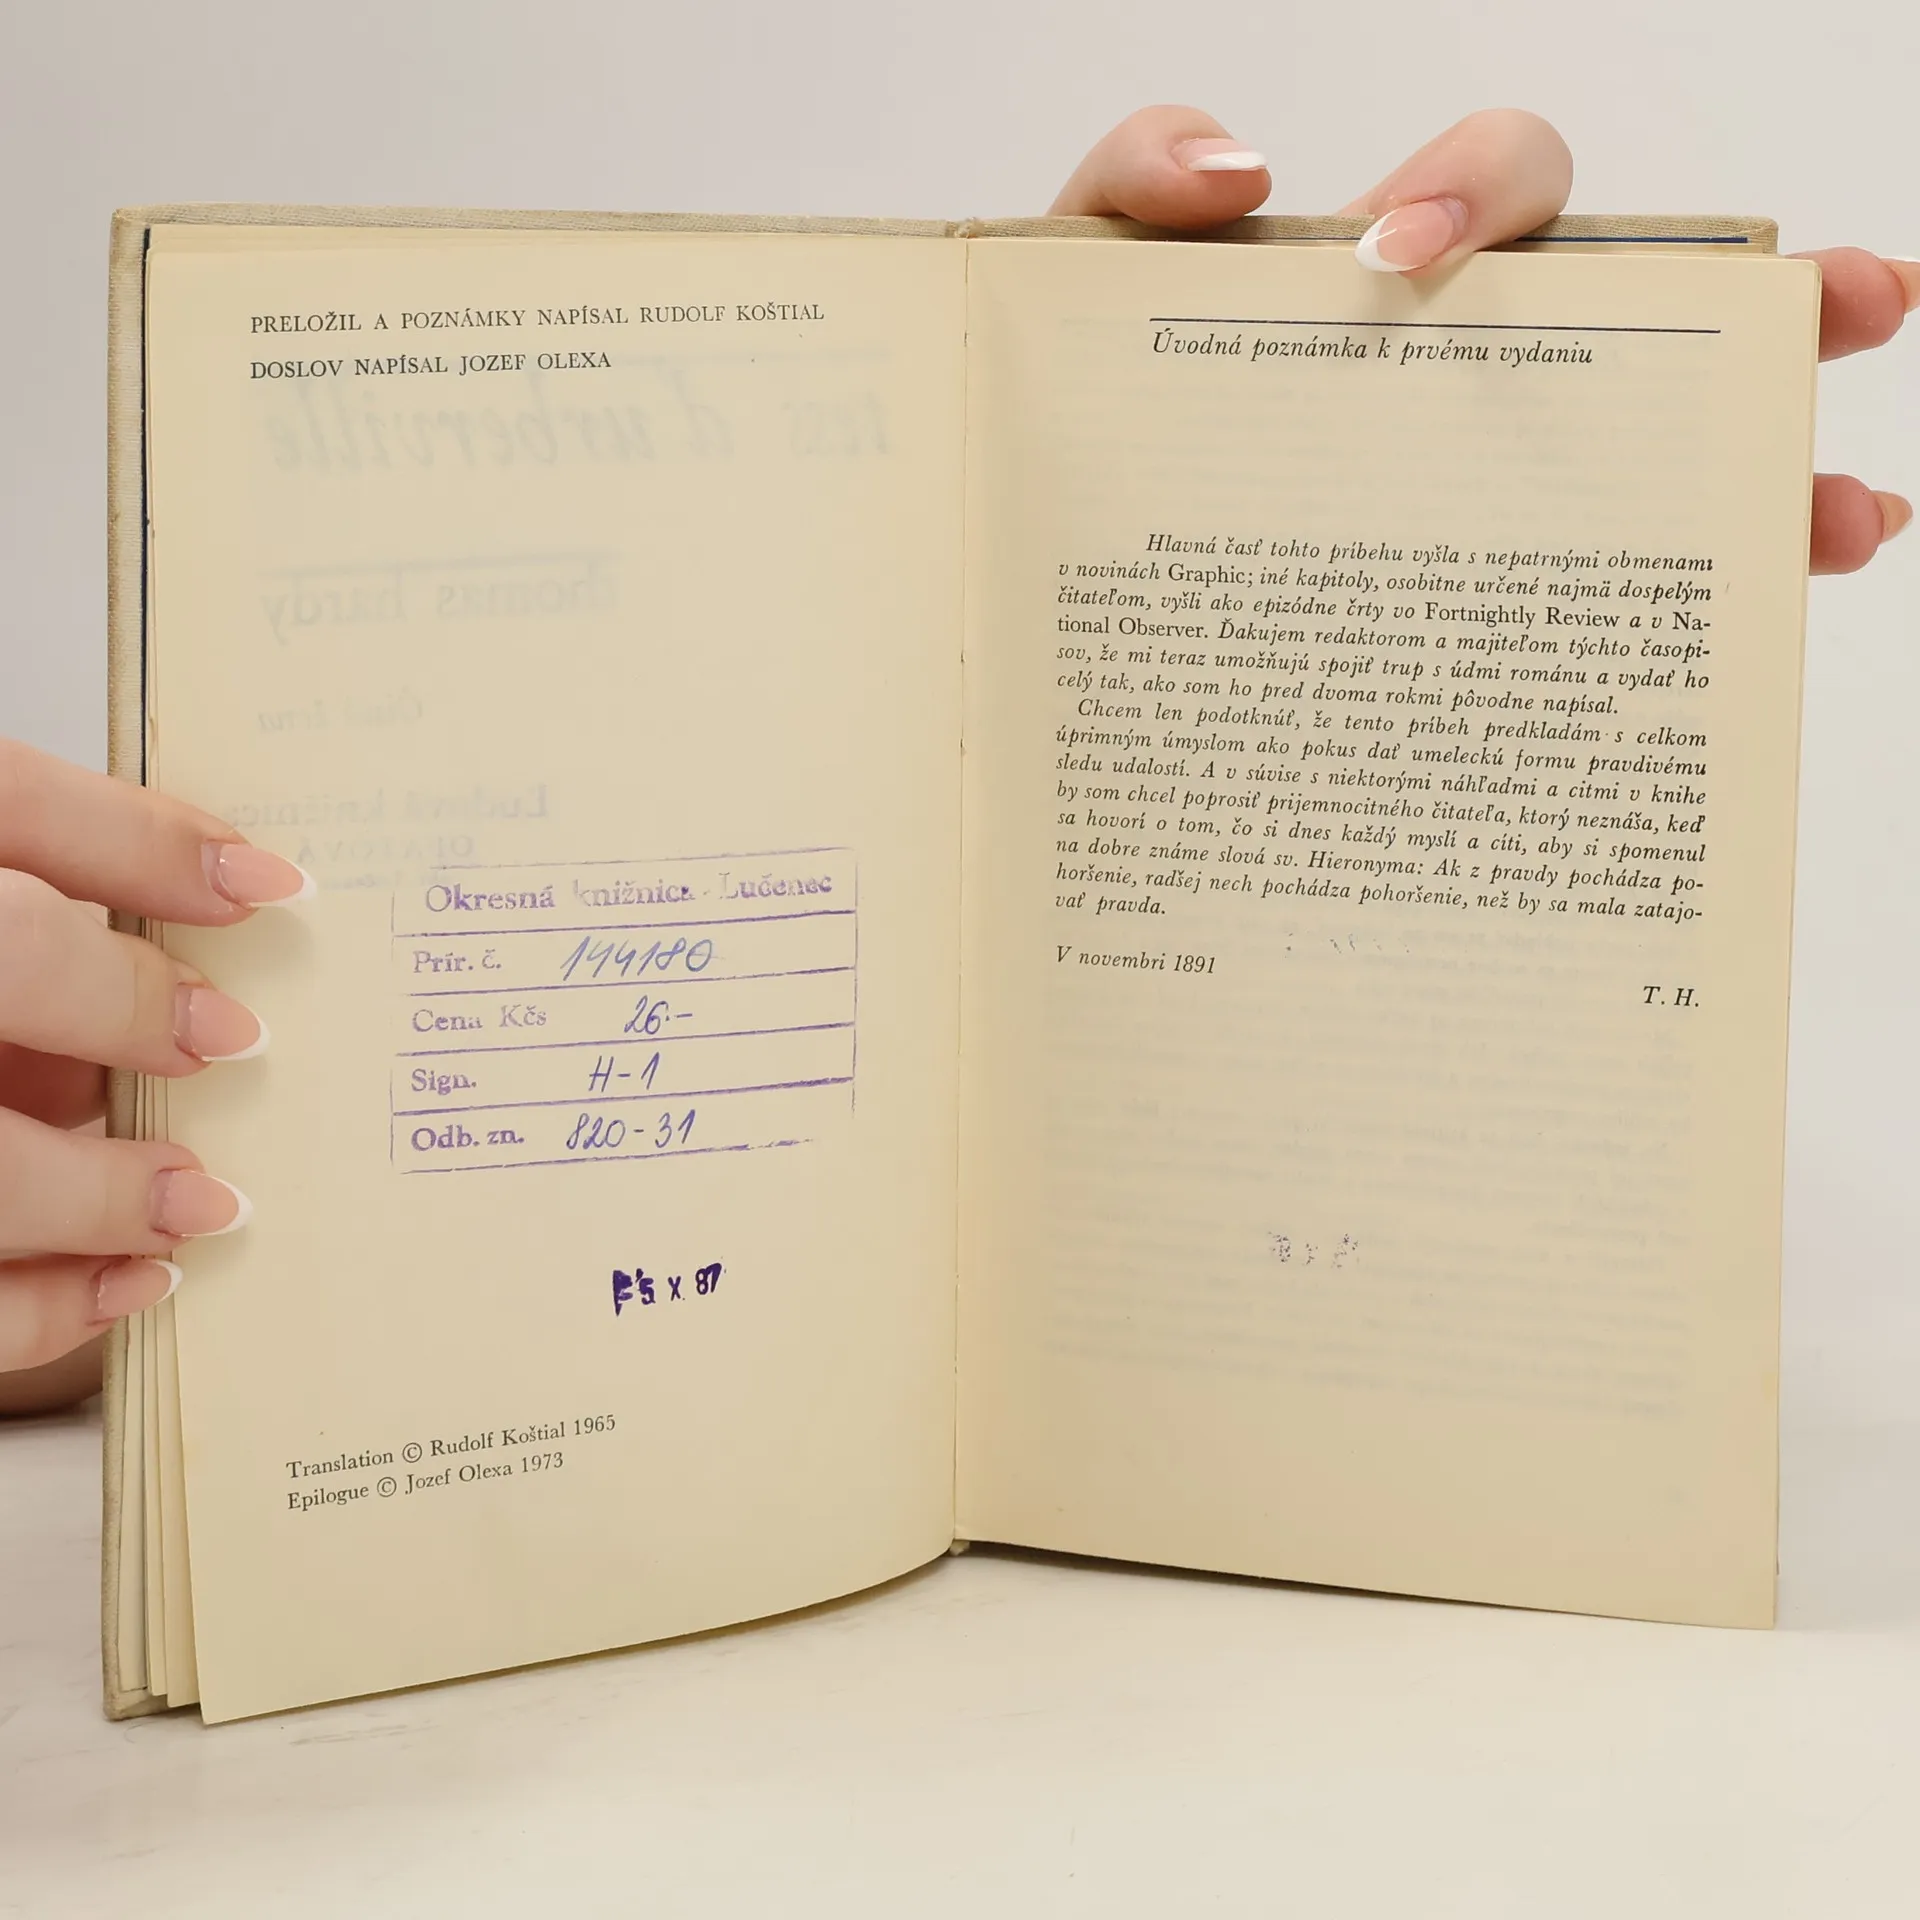 PRELOŽIL A POZNÁMKY NAPÍSAL RUDOLF KOŠTIAL
DOSLOV NAPÍSAL JOZEF OLEXA
Okresná knižnica Lučenec
Prír. č. 144180
Cena Kčs 26.-
Sign. H-1
Odb. zn. 820-31
5 X 87
Translation © Rudolf Koštial 1965
Epilogue © Jozef Olexa 1973
Úvodná poznámka k prvému vydaniu
Hlavná časť tohto príbehu vyšla s nepatrnými obmenami
v novinách Graphic; iné kapitoly, osobitne určené najmä dospelým
čitateľom, vyšli ako epizódne črty vo Fortnightly Review a v Na-
tional Observer. Ďakujem redaktorom a majiteľom týchto časopi-
sov, že mi teraz umožňujú spojiť trup s údmi románu a vydať ho
celý tak, ako som ho pred dvoma rokmi pôvodne napísal.
Chcem len podotknúť, že tento príbeh predkladám s celkom
úprimným úmyslom ako pokus dať umeleckú formu pravdivému
sledu udalostí. A v súvise s niektorými náhľadmi a citmi v knihe
by som chcel poprosiť prijemnocitného čitateľa, ktorý neznáša, keď
sa hovorí o tom, čo si dnes každý myslí a cíti, aby si spomenul
na dobre známe slová sv. Hieronyma: Ak z pravdy pochádza po-
horšenie, radšej nech pochádza pohoršenie, než by sa mala zatajo-
vať pravda.
V novembri 1891
T. H.